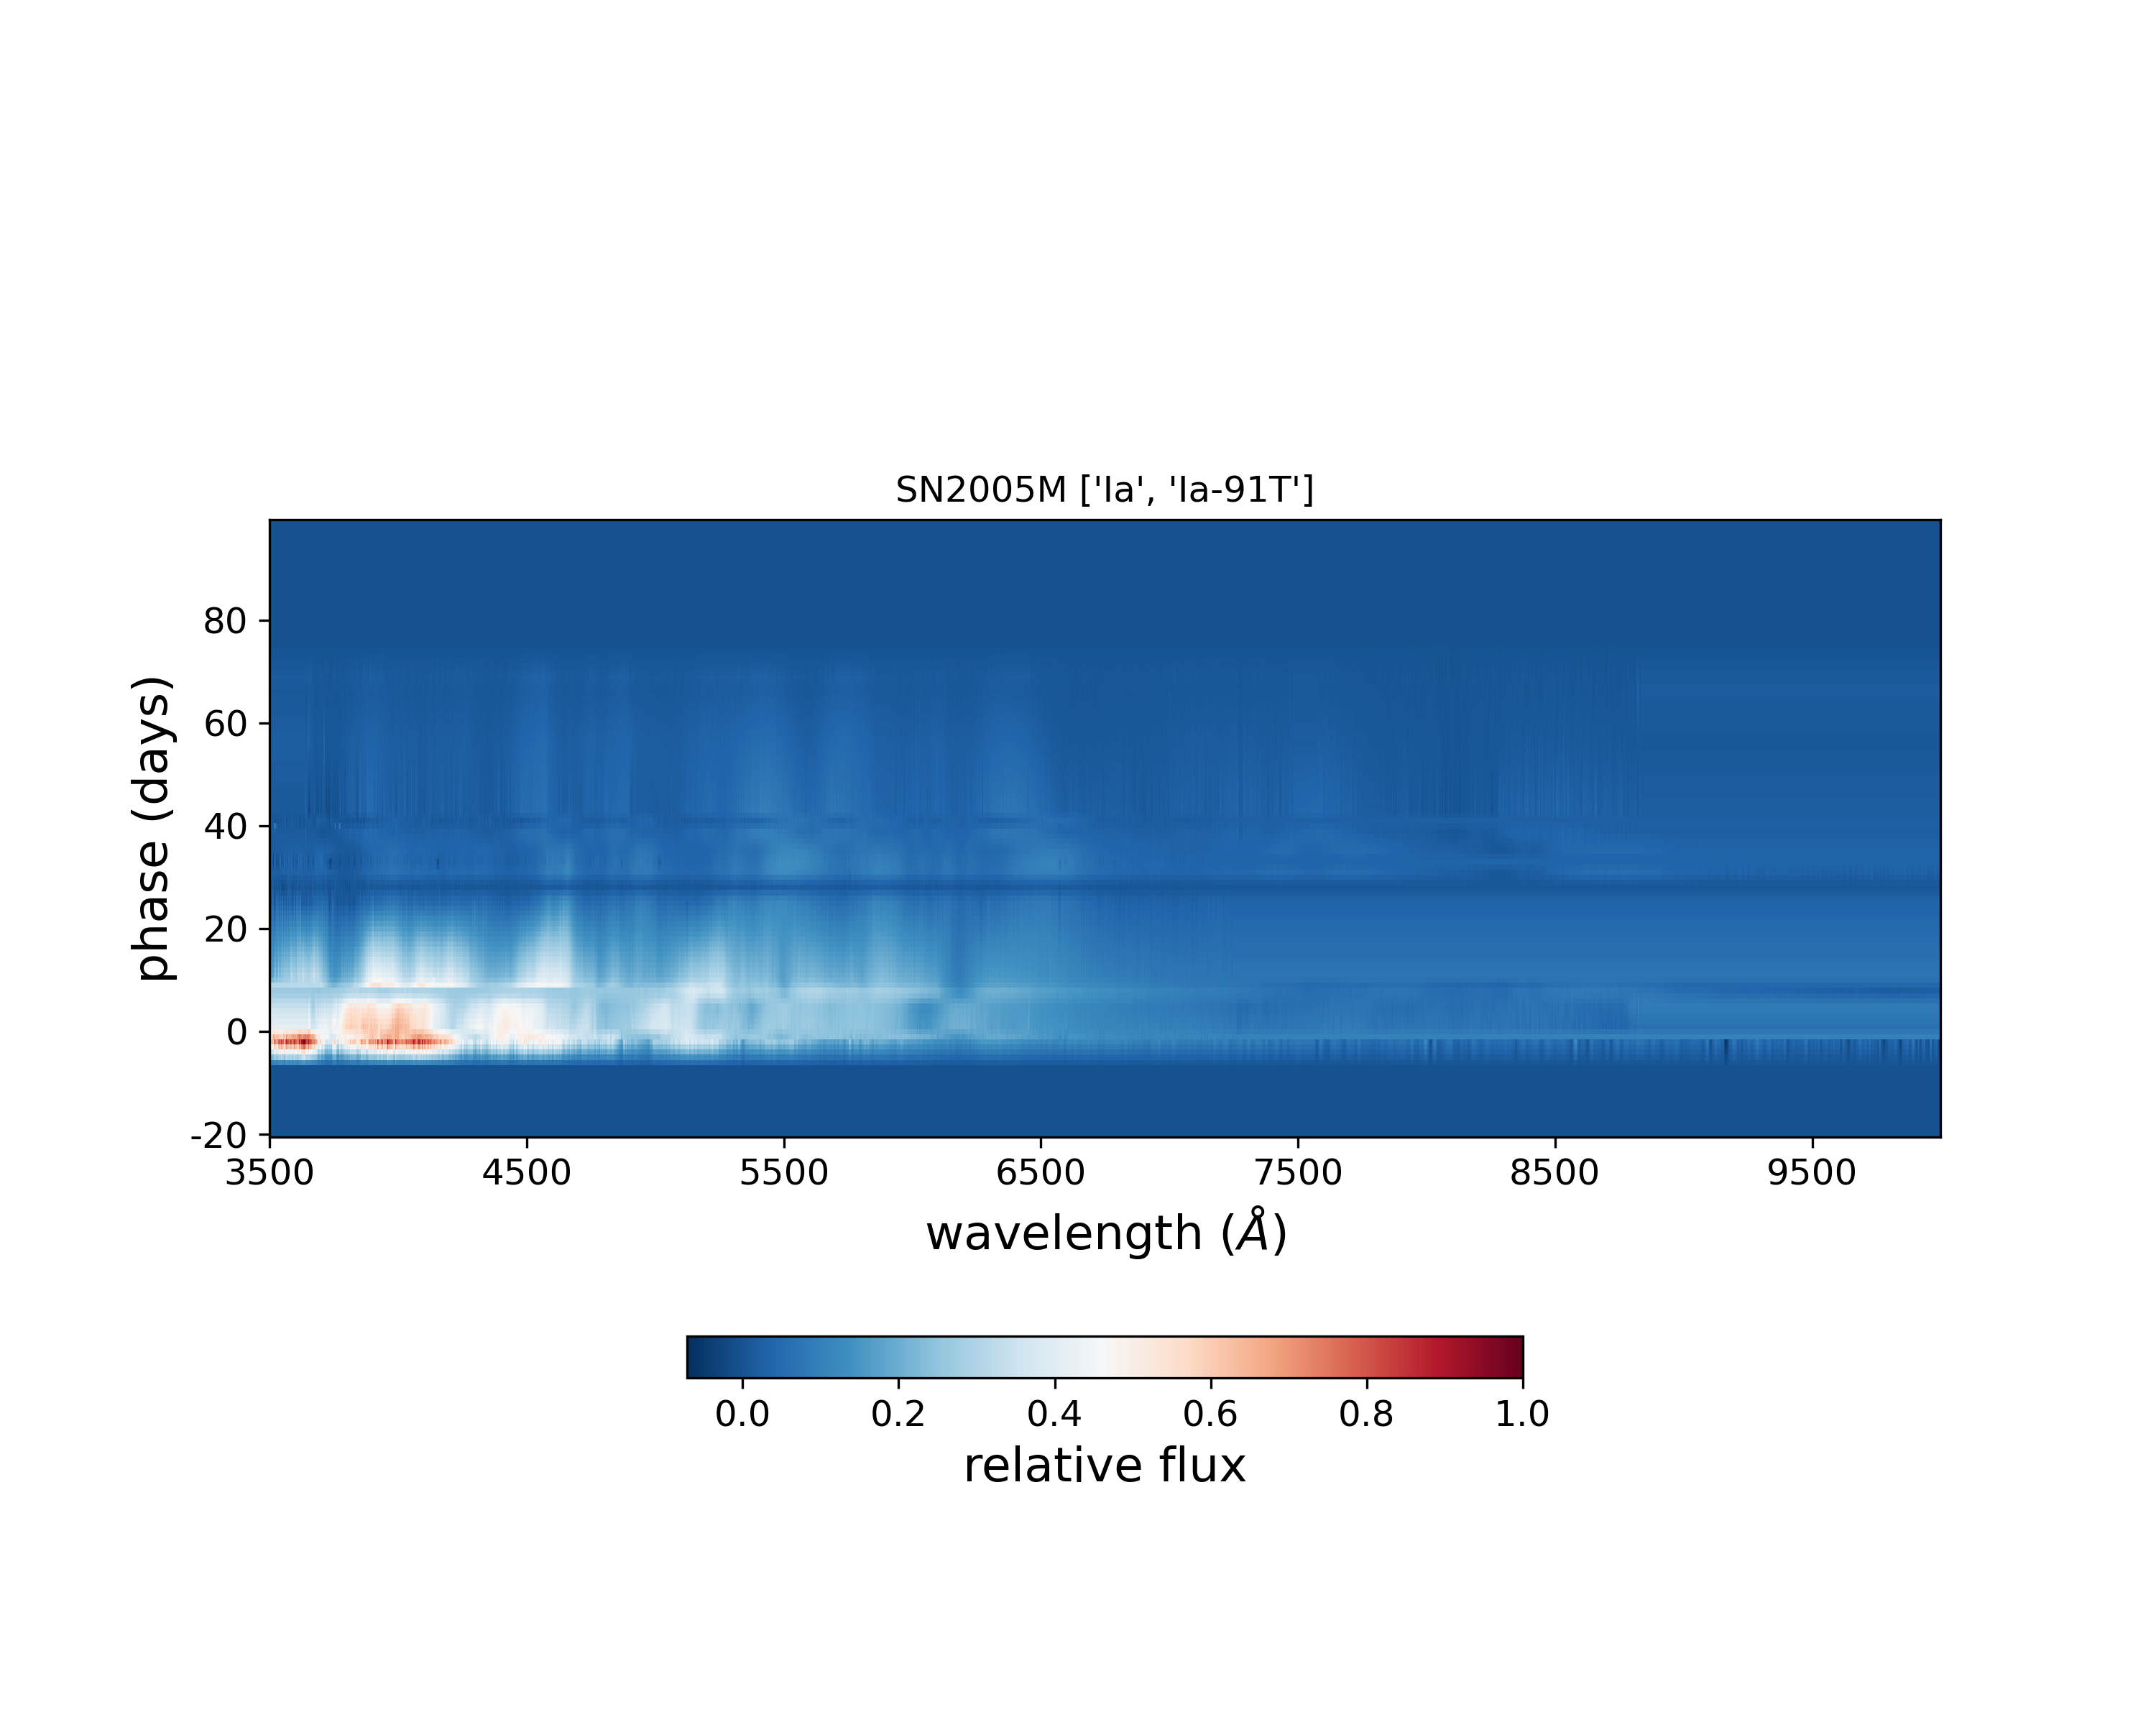 SN2005M ['Ia', 'Ia-91T']
phase (days)
80
60
40
20
0
-20
3500 4500 5500 6500 7500 8500 9500
wavelength (Å)
0.0 0.2 0.4 0.6 0.8 1.0
relative flux